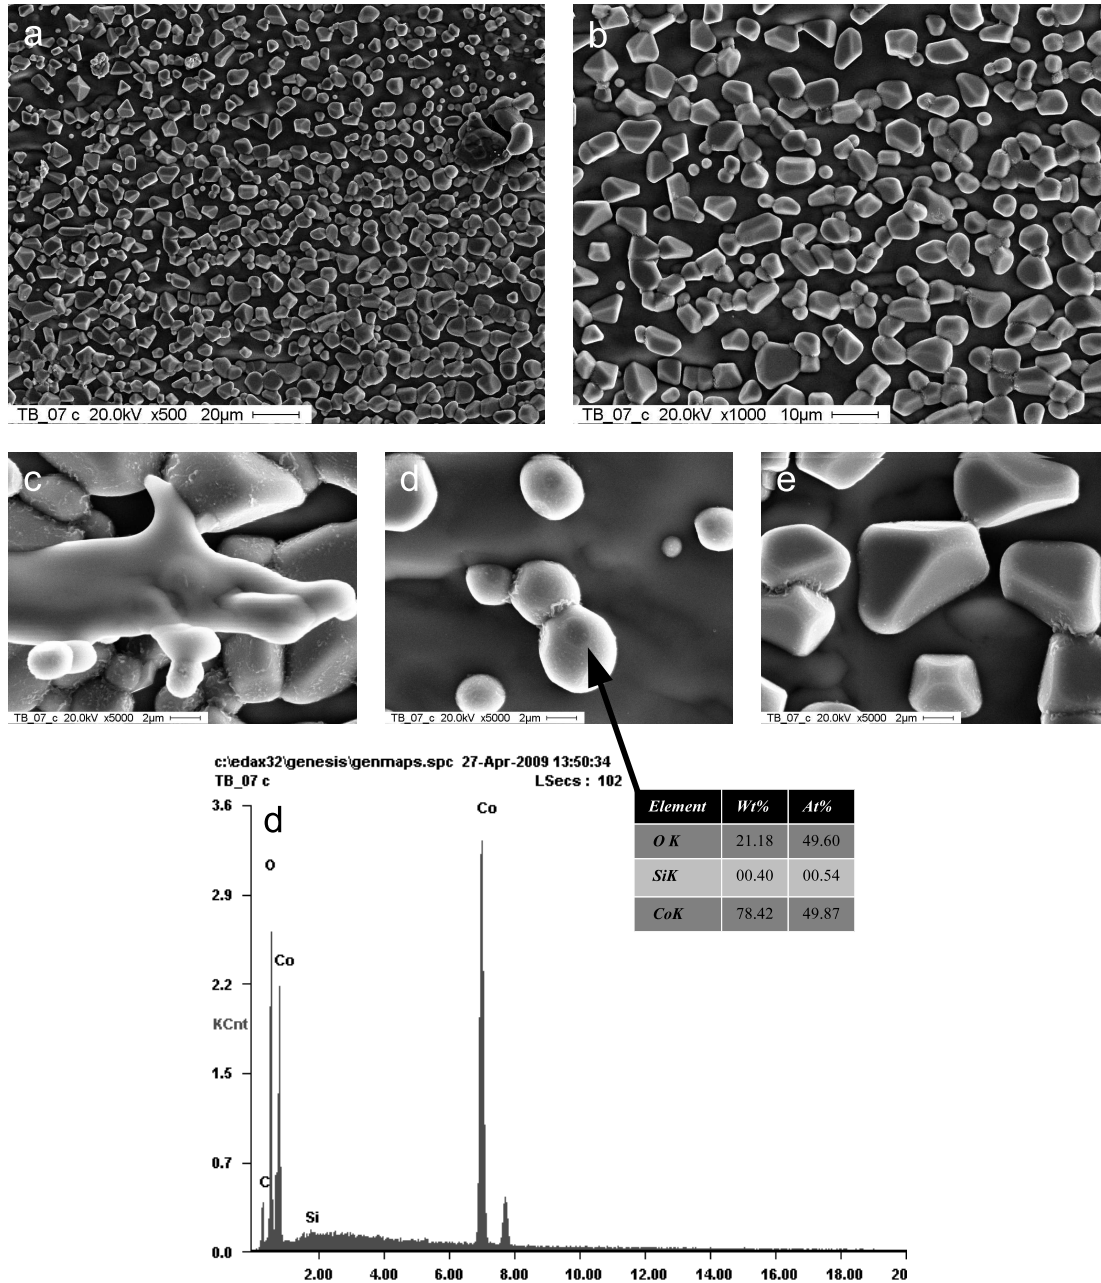 a
b
TB_07 c 20.0kV x500 20µm
TB_07 c 20.0kV x1000 10µm
c
d
e
TB_07_c 20.0kV x5000 2µm
TB_07_c 20.0kV x5000 2µm
TB_07_c 20.0kV x5000 2µm
c:\edax32\genesis\genmaps.spc 27-Apr-2009 13:50:34
TB_07 c LSecs : 102
Element Wt% At%
O K 21.18 49.60
SiK 00.40 00.54
CoK 78.42 49.87
3.6
d
Co
O
2.9
Co
2.2
KCnt
1.5
0.7
C
Si
0.0
2.00 4.00 6.00 8.00 10.00 12.00 14.00 16.00 18.00 20